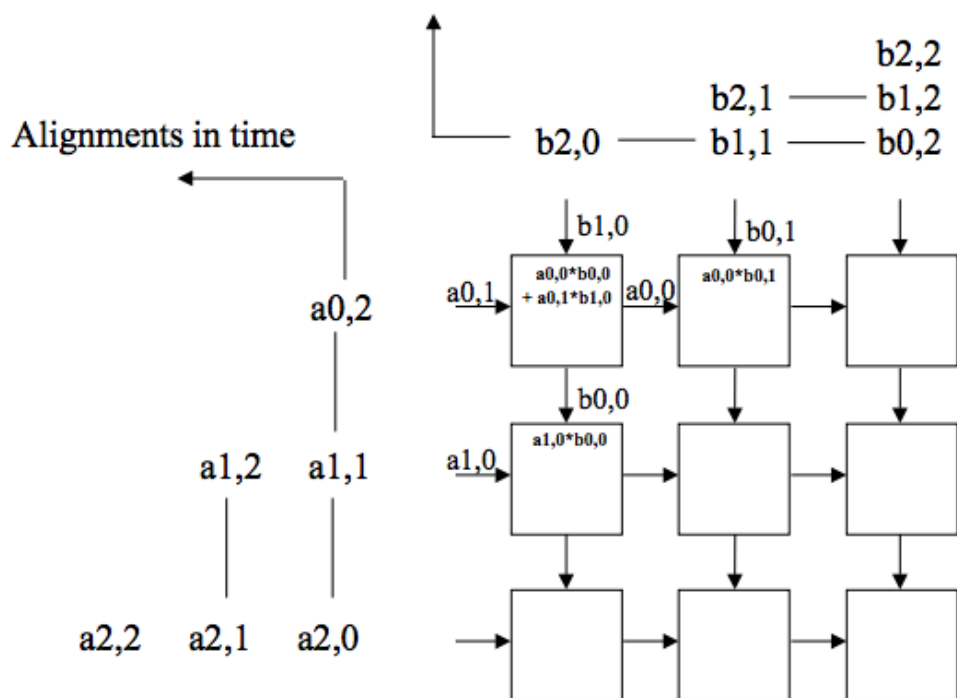 b2,2
b2,1 b1,2
Alignments in time
b2,0 b1,1 b0,2
b1,0 b0,1
a0,0*b0,0 a0,0*b0,1
a0,2 a0,1 + a0,1*b1,0 a0,0
b0,0
a1,0*b0,0
a1,2 a1,1 a1,0
a2,2 a2,1 a2,0